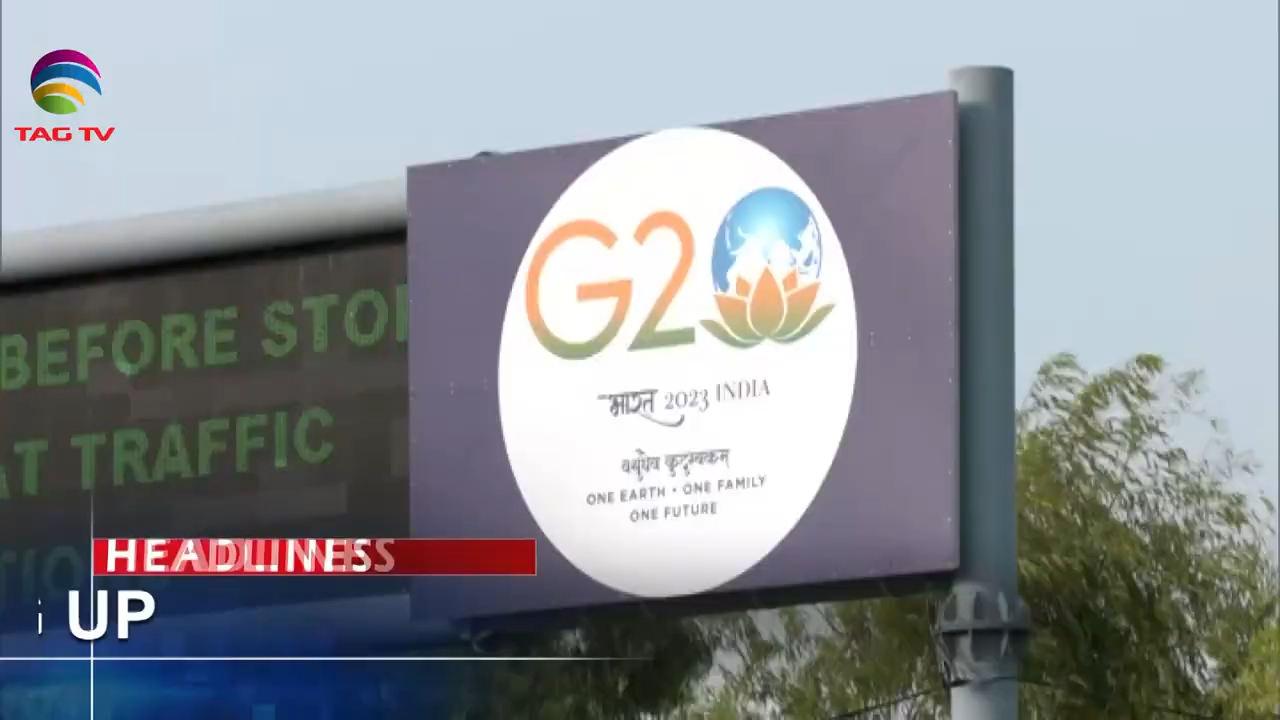 TAG TV
BEFORE STO
AT TRAFFIC
G20
भारत 2023 INDIA
वसुधैव कुटुम्बकम्
ONE EARTH • ONE FAMILY
ONE FUTURE
HEADLINES
UP